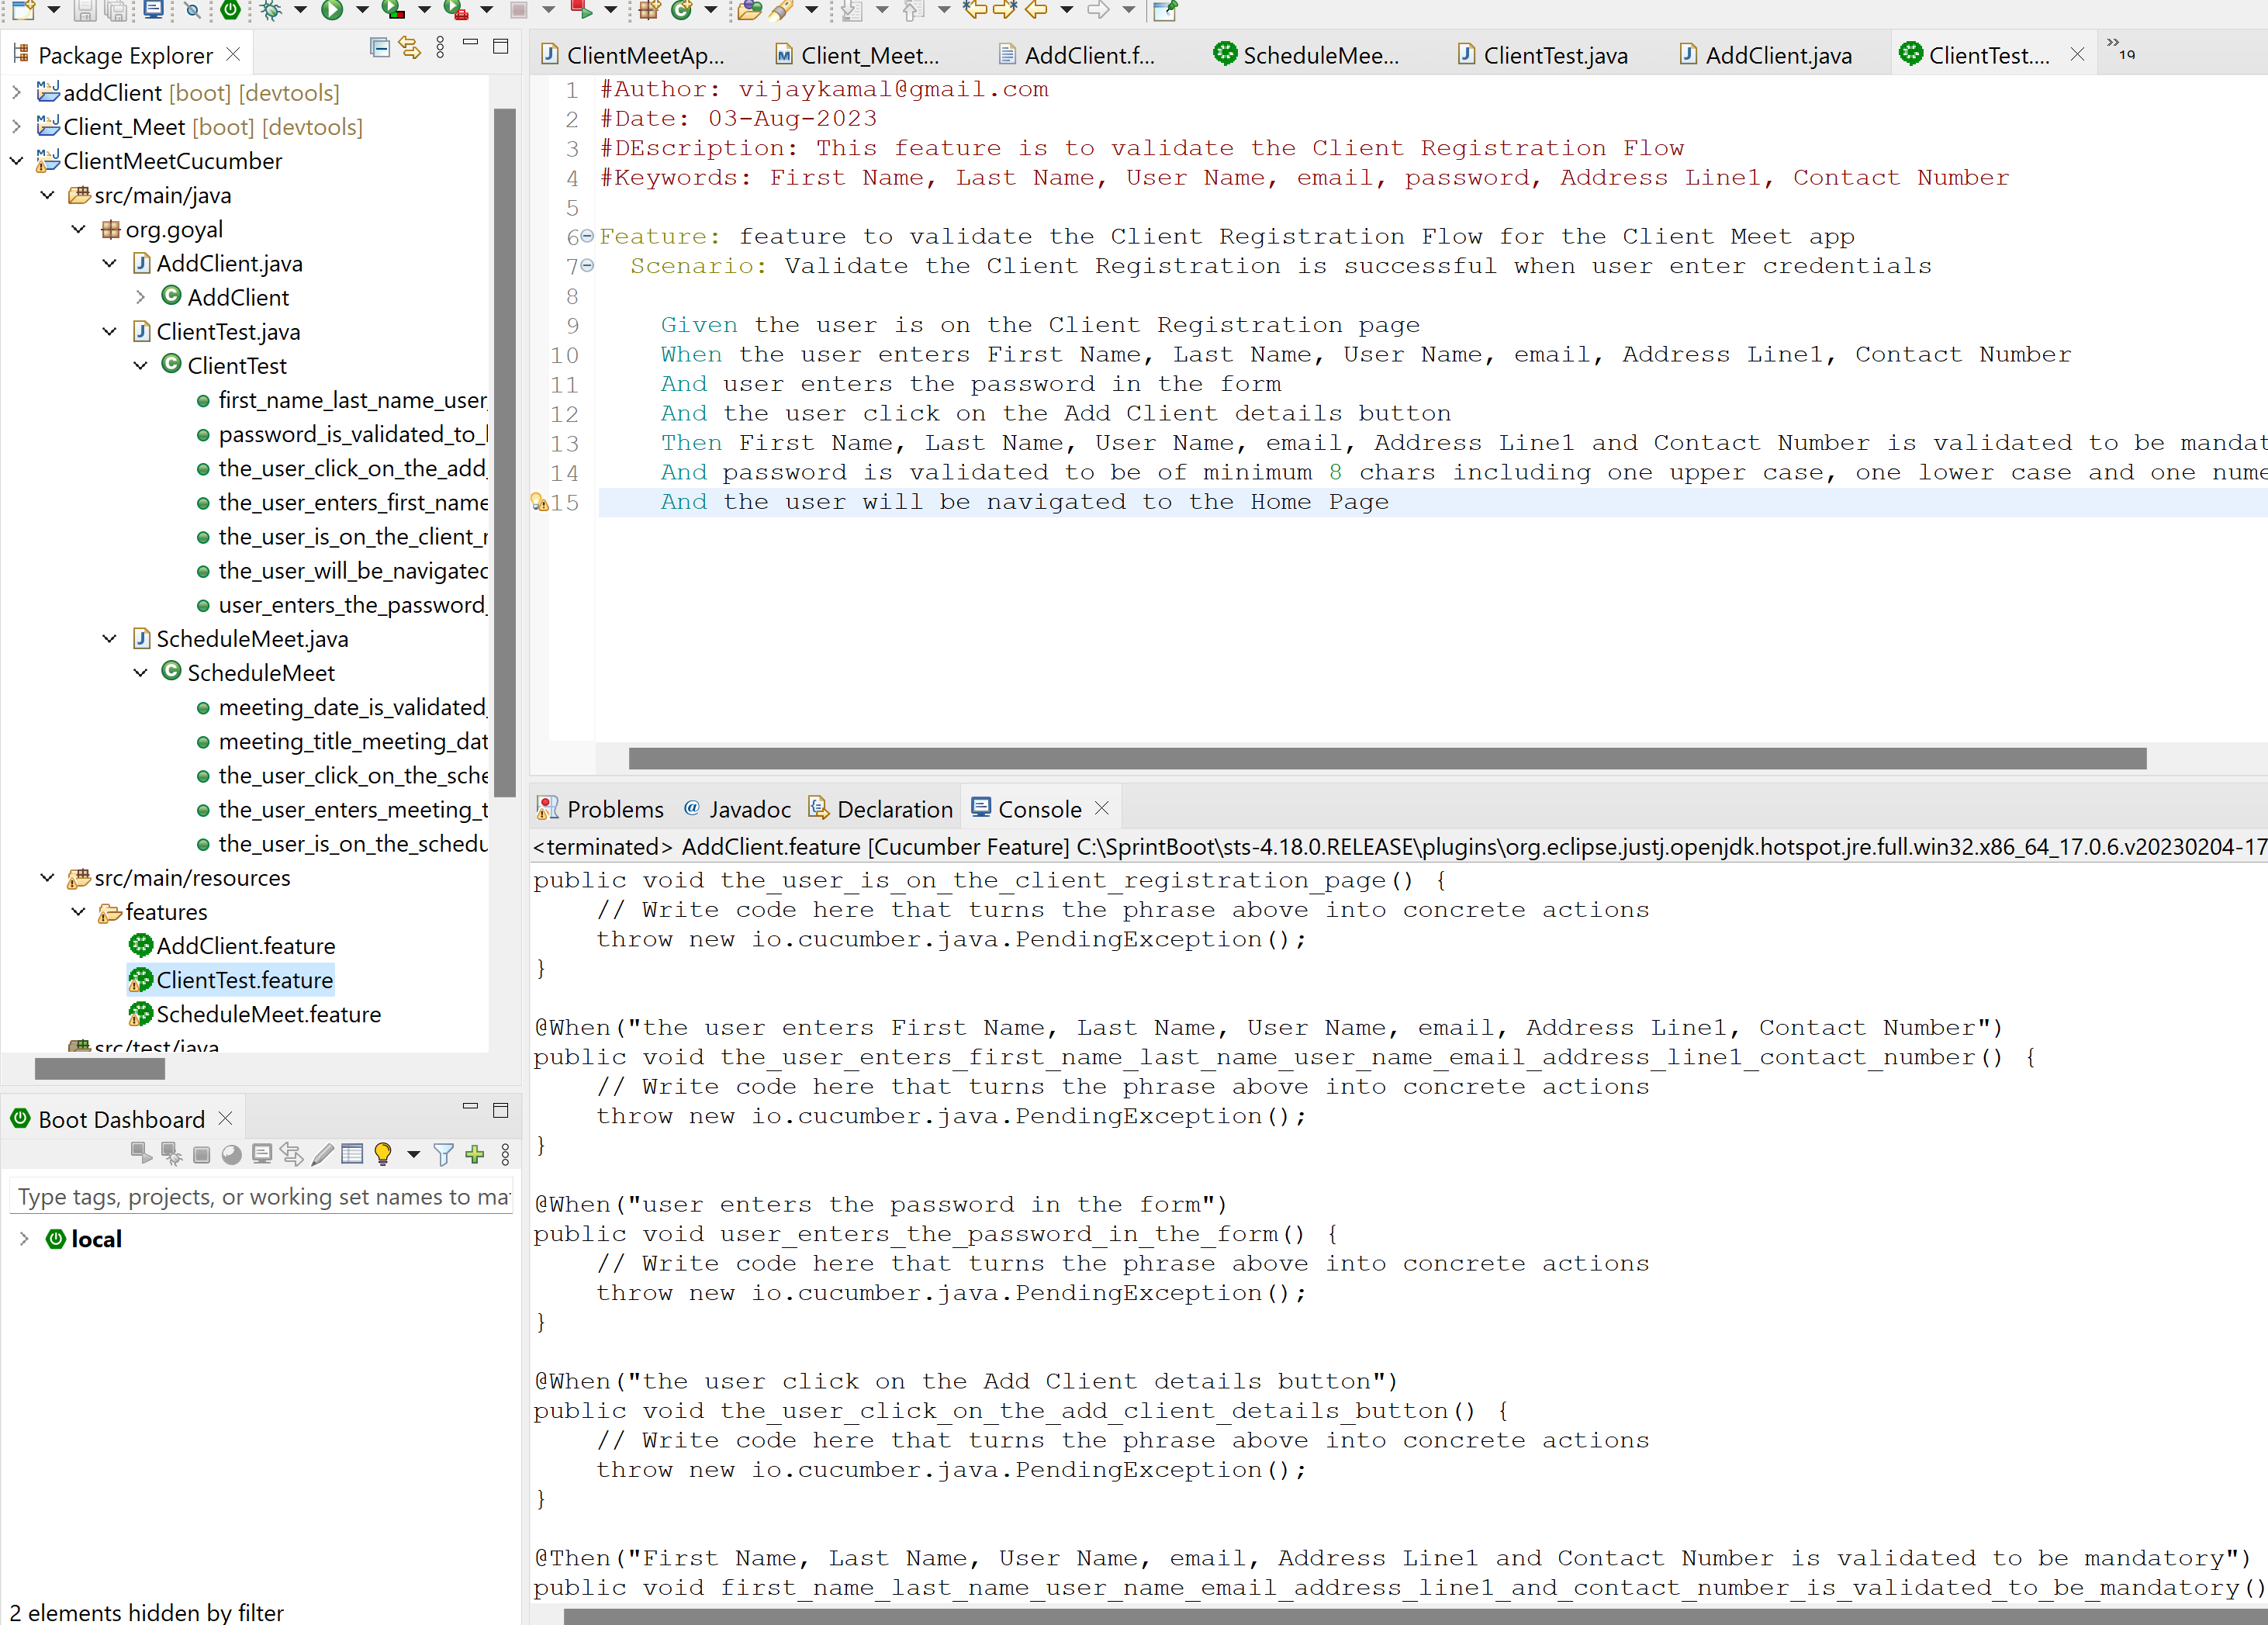 Package Explorer
addClient [boot] [devtools]
Client_Meet [boot] [devtools]
ClientMeetCucumber
src/main/java
org.goyal
AddClient.java
AddClient
ClientTest.java
ClientTest
first_name_last_name_user_
password_is_validated_to_
the_user_click_on_the_add_
the_user_enters_first_name
the_user_is_on_the_client_r
the_user_will_be_navigated
user_enters_the_password_
ScheduleMeet.java
ScheduleMeet
meeting_date_is_validated_
meeting_title_meeting_dat
the_user_click_on_the_sche
the_user_enters_meeting_t
the_user_is_on_the_schedu
src/main/resources
features
AddClient.feature
ClientTest.feature
ScheduleMeet.feature
src/test/java
Boot Dashboard
Type tags, projects, or working set names to ma
local
2 elements hidden by filter
ClientMeetAp... Client_Meet... AddClient.f... ScheduleMee... ClientTest.java AddClient.java ClientTest.... »19
1 #Author: vijaykamal@gmail.com
2 #Date: 03-Aug-2023
3 #DEscription: This feature is to validate the Client Registration Flow
4 #Keywords: First Name, Last Name, User Name, email, password, Address Line1, Contact Number
5
6 Feature: feature to validate the Client Registration Flow for the Client Meet app
7 Scenario: Validate the Client Registration is successful when user enter credentials
8
9 Given the user is on the Client Registration page
10 When the user enters First Name, Last Name, User Name, email, Address Line1, Contact Number
11 And user enters the password in the form
12 And the user click on the Add Client details button
13 Then First Name, Last Name, User Name, email, Address Line1 and Contact Number is validated to be mandat
14 And password is validated to be of minimum 8 chars including one upper case, one lower case and one nume
15 And the user will be navigated to the Home Page
Problems @ Javadoc Declaration Console
<terminated> AddClient.feature [Cucumber Feature] C:\SprintBoot\sts-4.18.0.RELEASE\plugins\org.eclipse.justj.openjdk.hotspot.jre.full.win32.x86_64_17.0.6.v20230204-17
public void the_user_is_on_the_client_registration_page() {
// Write code here that turns the phrase above into concrete actions
throw new io.cucumber.java.PendingException();
}
@When("the user enters First Name, Last Name, User Name, email, Address Line1, Contact Number")
public void the_user_enters_first_name_last_name_user_name_email_address_line1_contact_number() {
// Write code here that turns the phrase above into concrete actions
throw new io.cucumber.java.PendingException();
}
@When("user enters the password in the form")
public void user_enters_the_password_in_the_form() {
// Write code here that turns the phrase above into concrete actions
throw new io.cucumber.java.PendingException();
}
@When("the user click on the Add Client details button")
public void the_user_click_on_the_add_client_details_button() {
// Write code here that turns the phrase above into concrete actions
throw new io.cucumber.java.PendingException();
}
@Then("First Name, Last Name, User Name, email, Address Line1 and Contact Number is validated to be mandatory")
public void first_name_last_name_user_name_email_address_line1_and_contact_number_is_validated_to_be_mandatory()